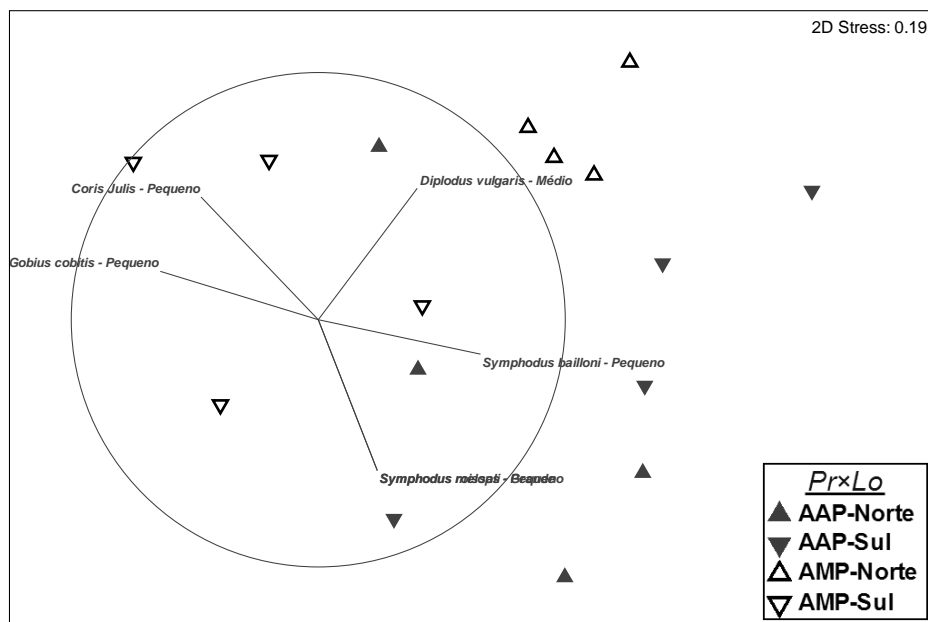 2D Stress: 0.19
Diplodus vulgaris - Médio
Coris Julis - Pequeno
Gobius cobitis - Pequeno
Symphodus bailloni - Pequeno
Symphodus
Pr×Lo
AAP-Norte
AAP-Sul
AMP-Norte
AMP-Sul